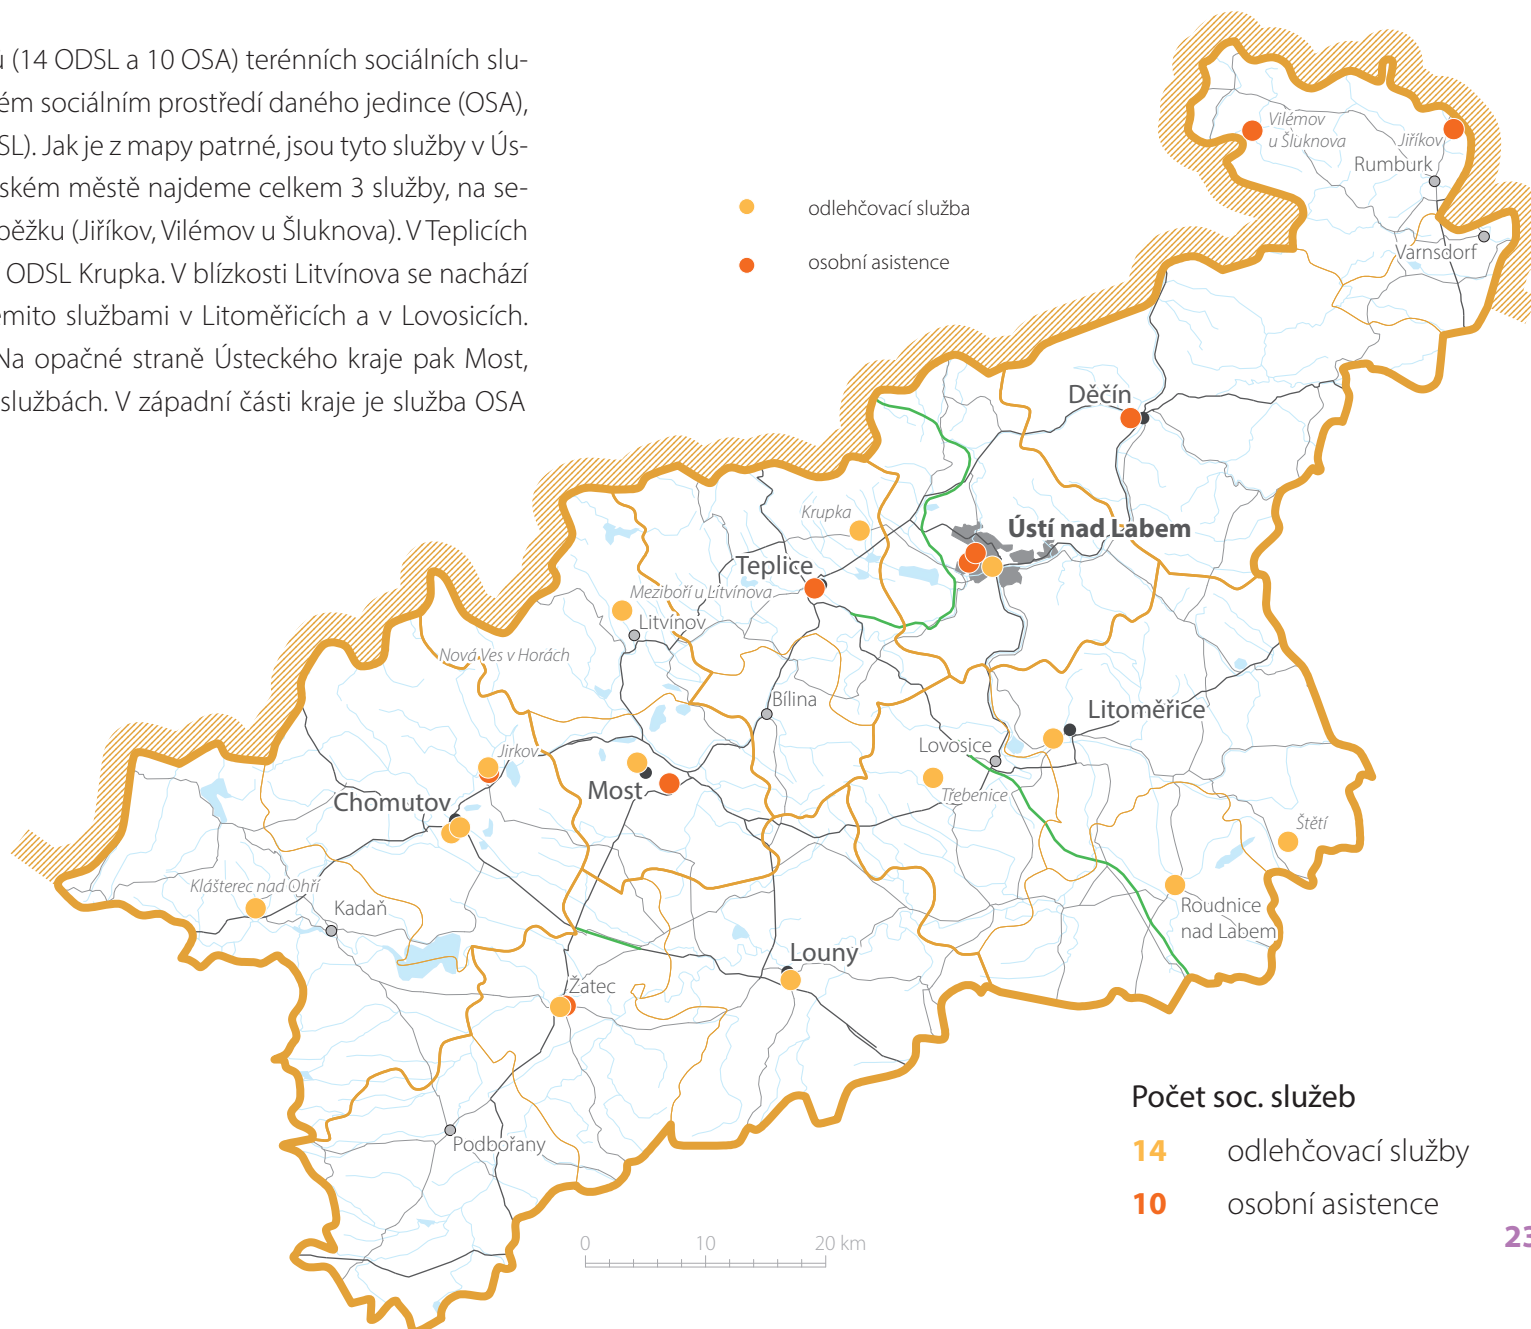 ů (14 ODSL a 10 OSA) terénních sociálních slu-
ém sociálním prostředí daného jedince (OSA),
SL). Jak je z mapy patrné, jsou tyto služby v Ús-
ském městě najdeme celkem 3 služby, na se-
běžku (Jiříkov, Vilémov u Šluknova). V Teplicích
ODSL Krupka. V blízkosti Litvínova se nachází
ěmito službami v Litoměřicích a v Lovosicích.
Na opačné straně Ústeckého kraje pak Most,
službách. V západní části kraje je služba OSA
odlehčovací služba
osobní asistence
Vilémov
u Šluknova
Jiříkov
Rumburk
Varnsdorf
Děčín
Krupka
Ústí nad Labem
Teplice
Meziboří u Litvínova
Litvínov
Nová Ves v Horách
Bílina
Litoměřice
Lovosice
Jirkov
Most
Třebenice
Chomutov
Štětí
Klášterec nad Ohří
Kadaň
Roudnice
nad Labem
Louny
Žatec
Podbořany
Počet soc. služeb
14 odlehčovací služby
10 osobní asistence
0 10 20 km
23